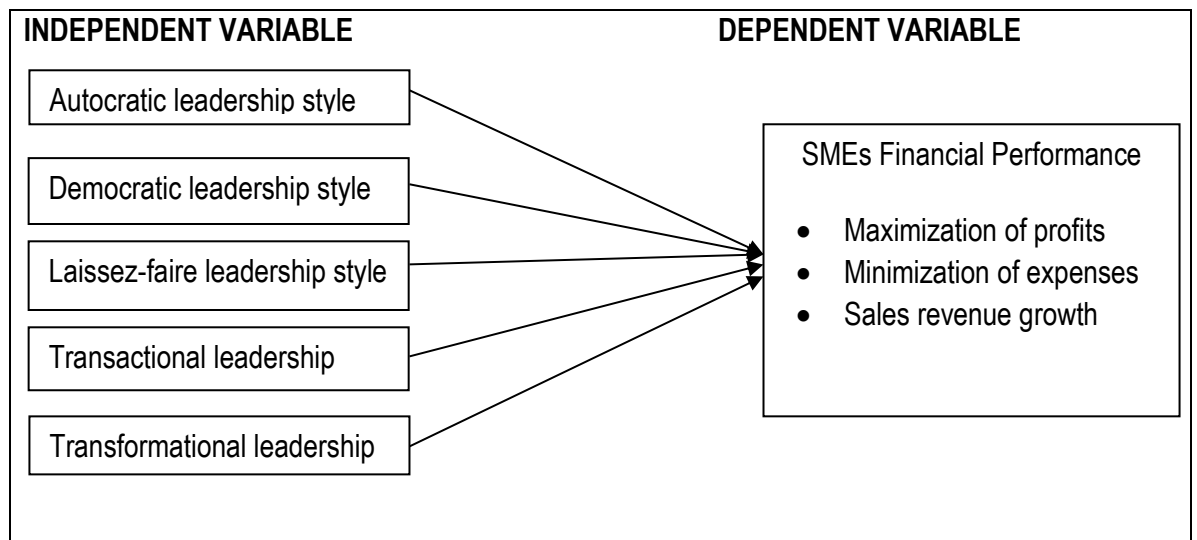 INDEPENDENT VARIABLE
DEPENDENT VARIABLE
Autocratic leadership style
Democratic leadership style
Laissez-faire leadership style
Transactional leadership
Transformational leadership
SMEs Financial Performance
• Maximization of profits
• Minimization of expenses
• Sales revenue growth